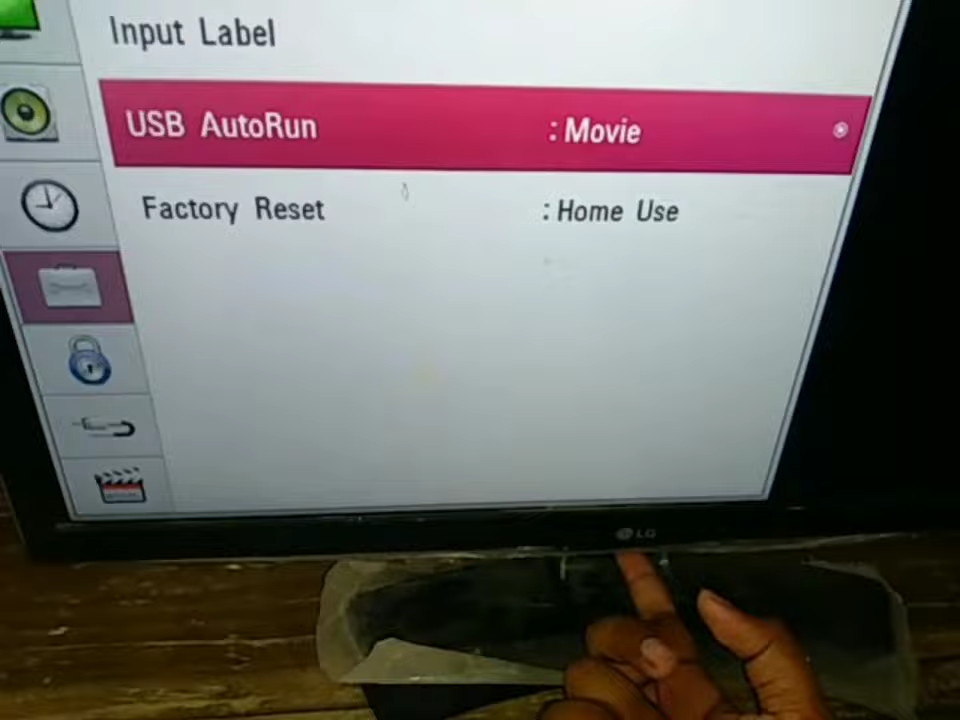 Input Label
USB AutoRun : Movie
Factory Reset : Home Use
LG